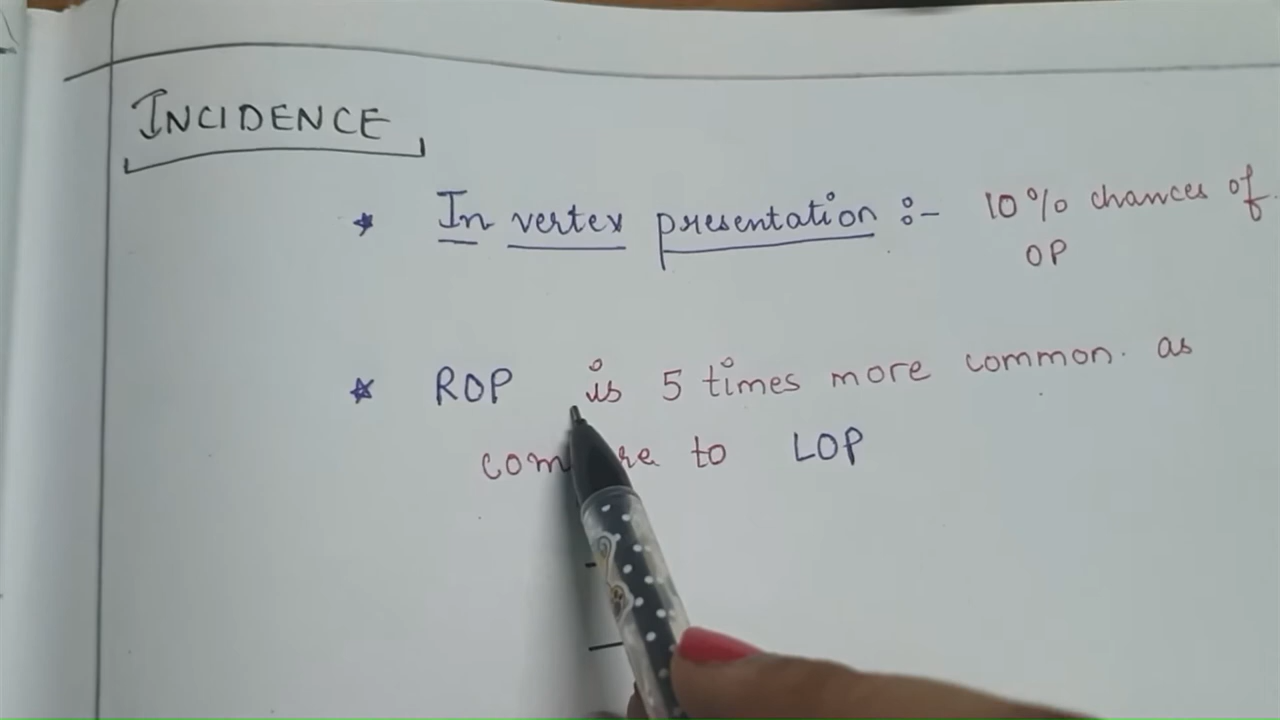 INCIDENCE
In vertex presentation :- 10% chances of
OP
ROP is 5 times more common. as
to LOP